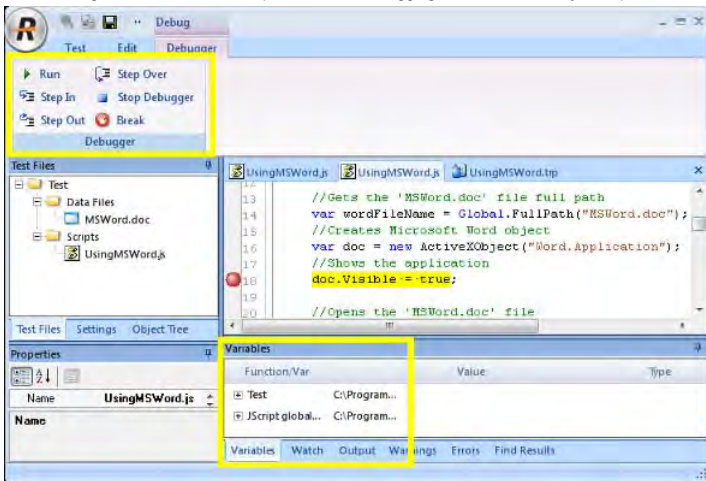 R
Debug
Test Edit Debugger
Run Step Over
Step In Stop Debugger
Step Out Break
Debugger
Test Files
Test
Data Files
MSWord.doc
Scripts
UsingMSWord.js
Test Files Settings Object Tree
Properties
Name UsingMSWord.js
Name
UsingMSWord.js UsingMSWord.js UsingMSWord.trp
12
13 //Gets the 'MSWord.doc' file full path
14 var wordFileName = Global.FullPath("MSWord.doc");
15 //Creates Microsoft Word object
16 var doc = new ActiveXObject("Word.Application");
17 //Shows the application
18 doc.Visible = true;
19
20 //Opens the 'MSWord.doc' file
Variables
Function/Var Value Type
Test C:\Program...
JScript global... C:\Program...
Variables Watch Output Warnings Errors Find Results